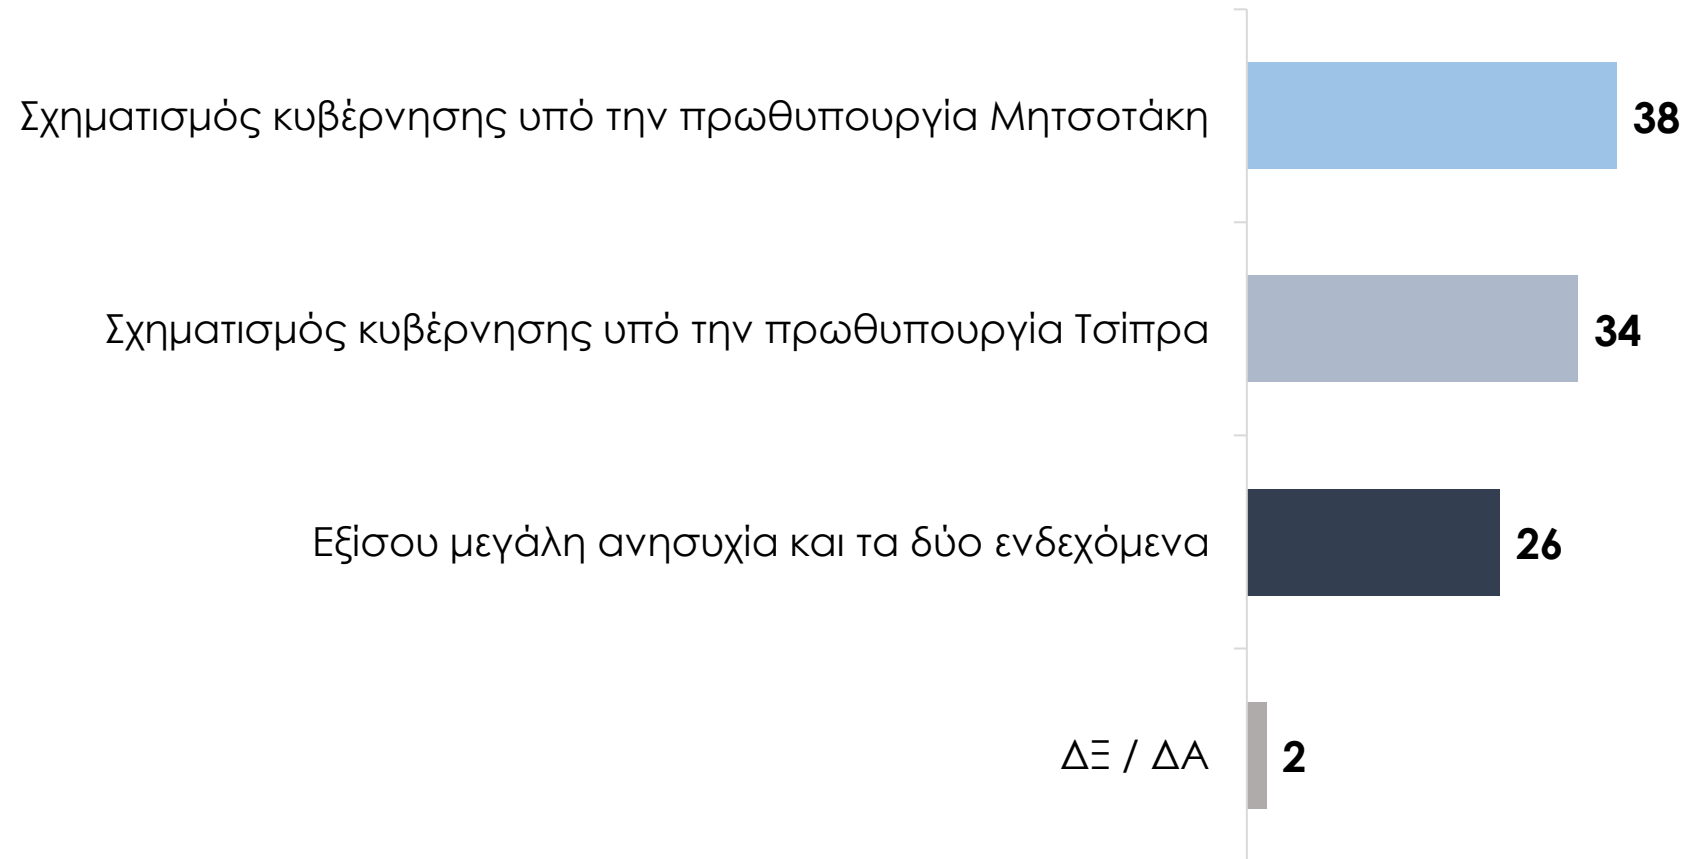 Σχηματισμός κυβέρνησης υπό την πρωθυπουργία Μητσοτάκη 38
Σχηματισμός κυβέρνησης υπό την πρωθυπουργία Τσίπρα 34
Εξίσου μεγάλη ανησυχία και τα δύο ενδεχόμενα 26
ΔΞ / ΔΑ 2